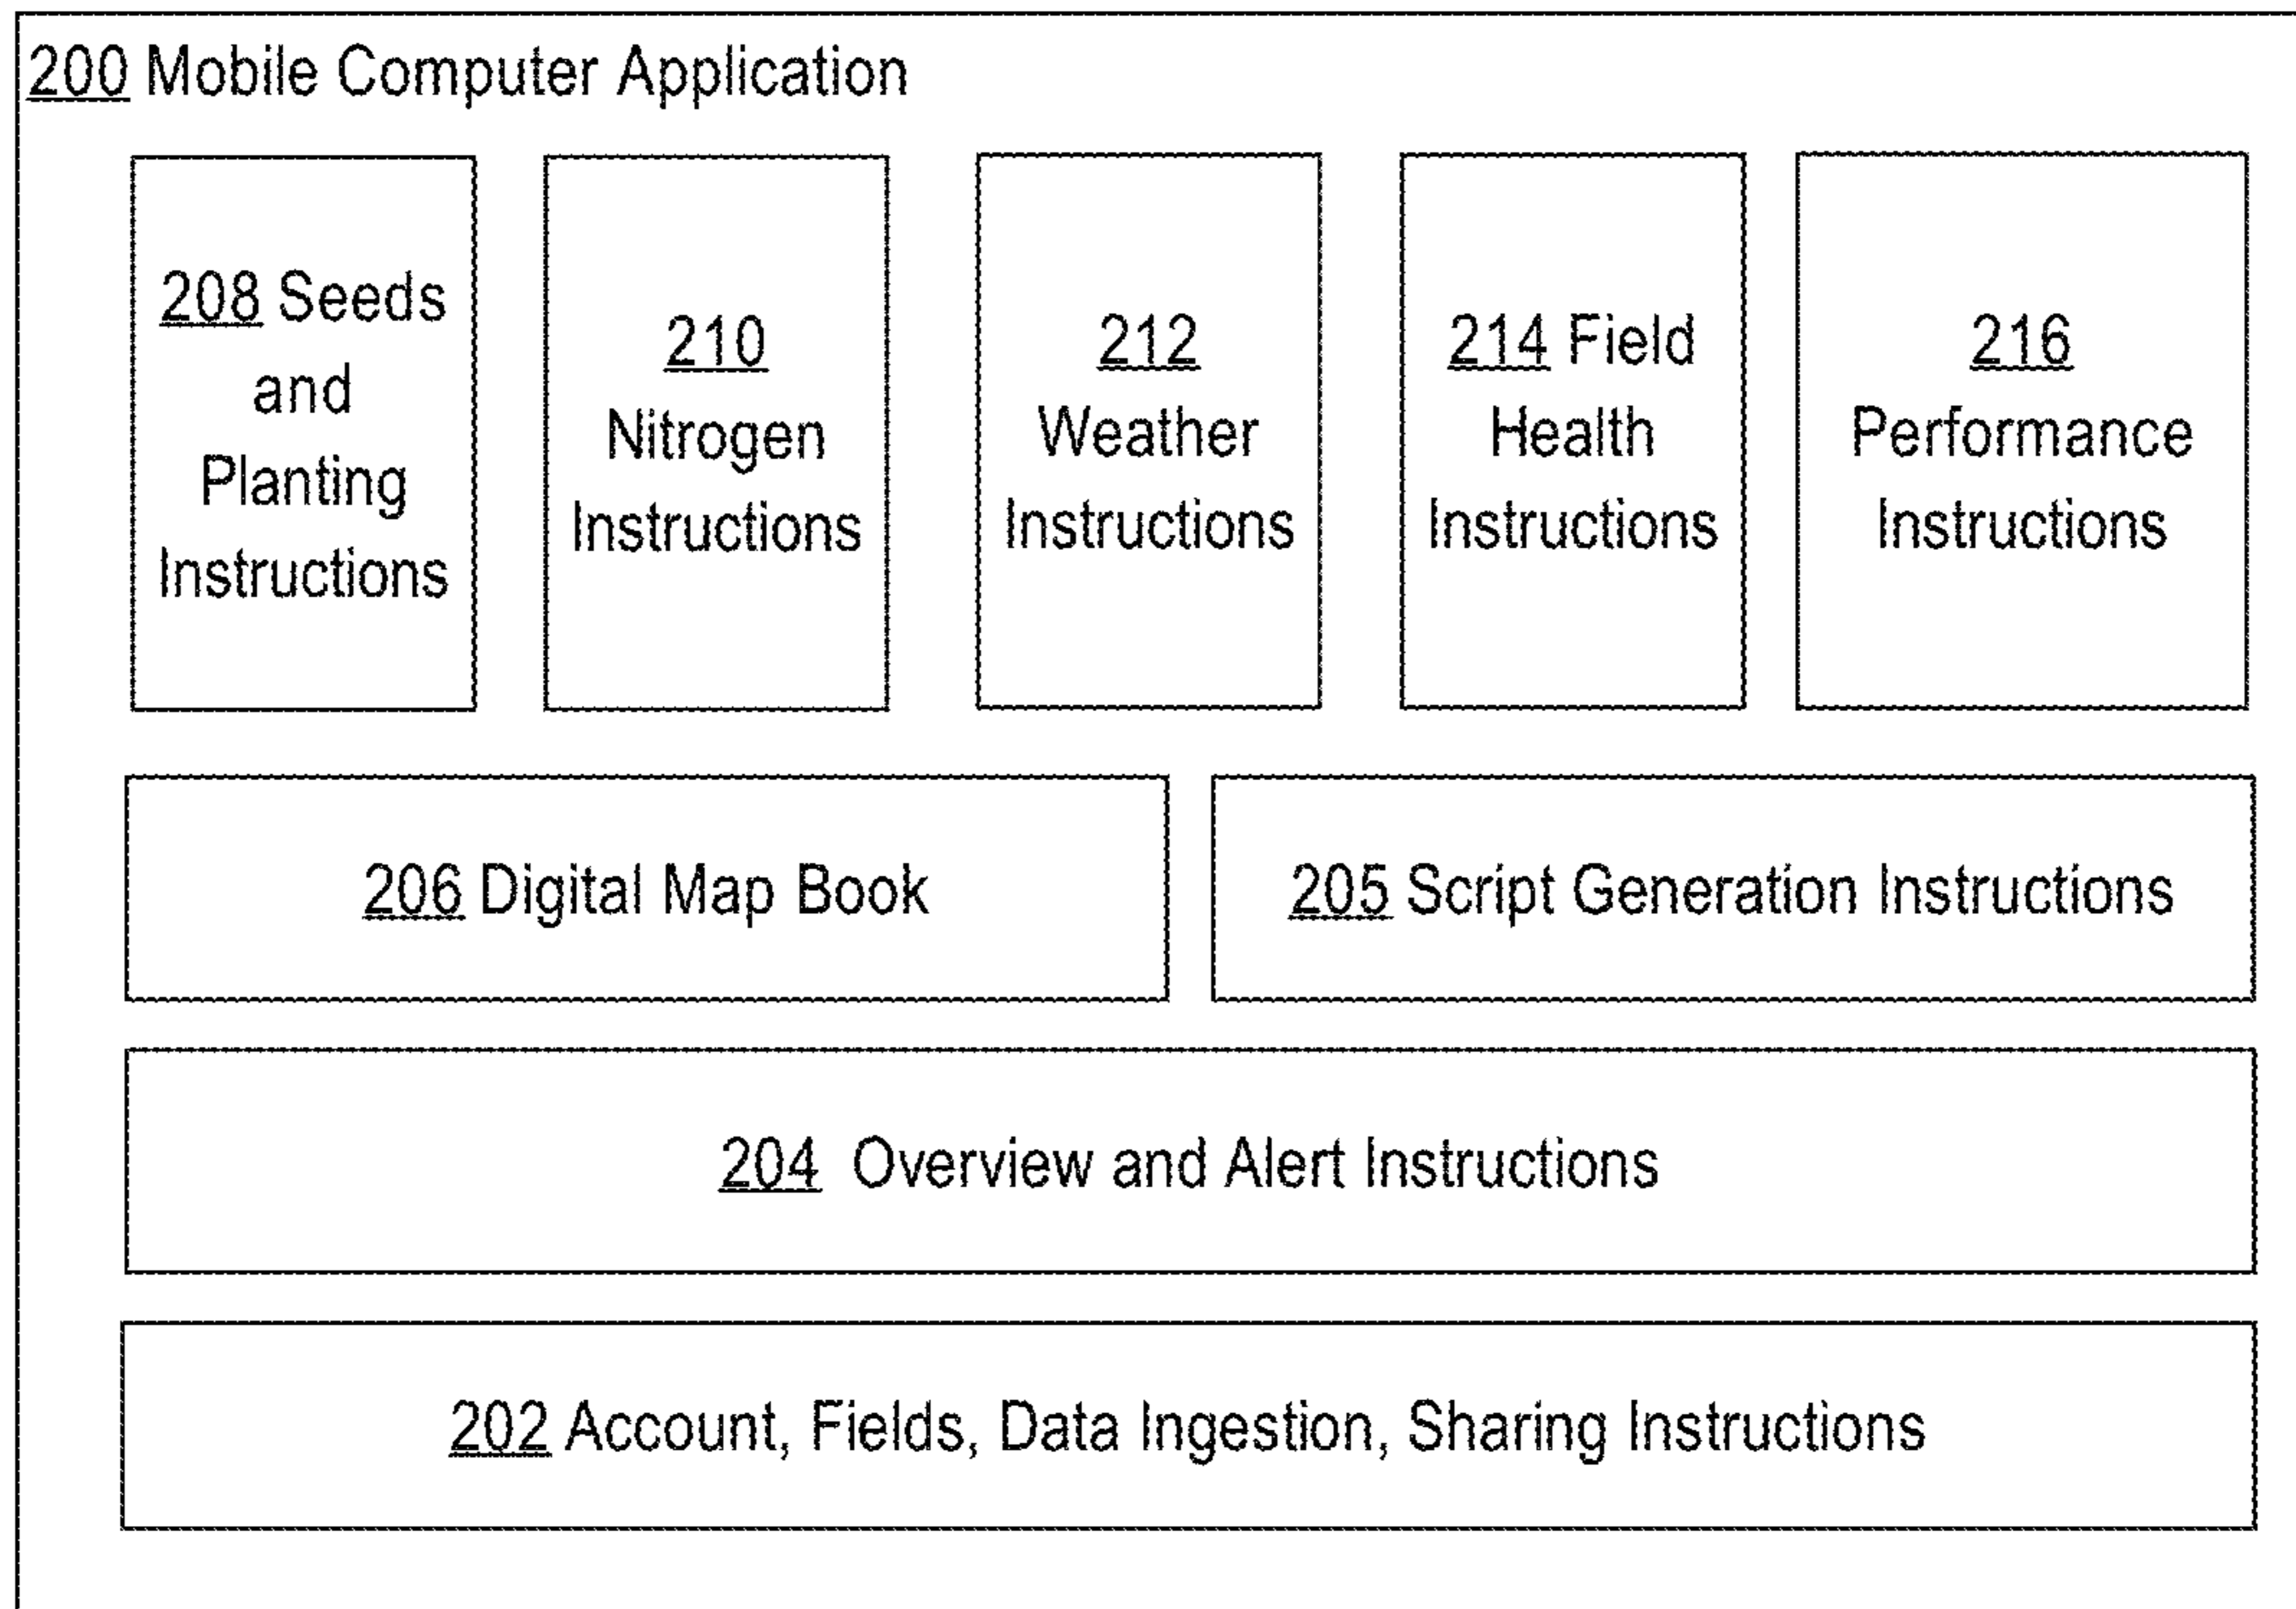 200 Mobile Computer Application
208 Seeds
and
Planting
Instructions
210
Nitrogen
Instructions
212
Weather
Instructions
214 Field
Health
Instructions
216
Performance
Instructions
206 Digital Map Book
205 Script Generation Instructions
204 Overview and Alert Instructions
202 Account, Fields, Data Ingestion, Sharing Instructions